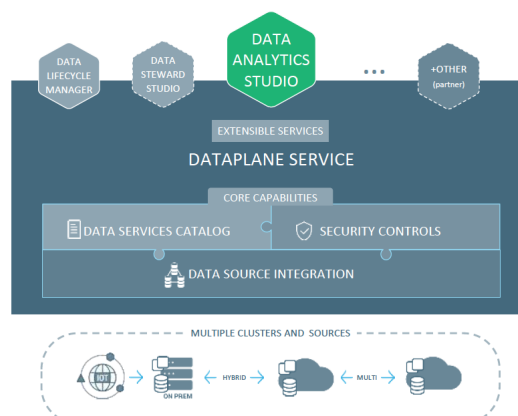 DATA
LIFECYCLE
MANAGER
DATA
STEWARD
STUDIO
DATA
ANALYTICS
STUDIO
...
+OTHER
(partner)
EXTENSIBLE SERVICES
DATAPLANE SERVICE
CORE CAPABILITIES
DATA SERVICES CATALOG
SECURITY CONTROLS
DATA SOURCE INTEGRATION
MULTIPLE CLUSTERS AND SOURCES
IOT
ON PREM
HYBRID
MULTI